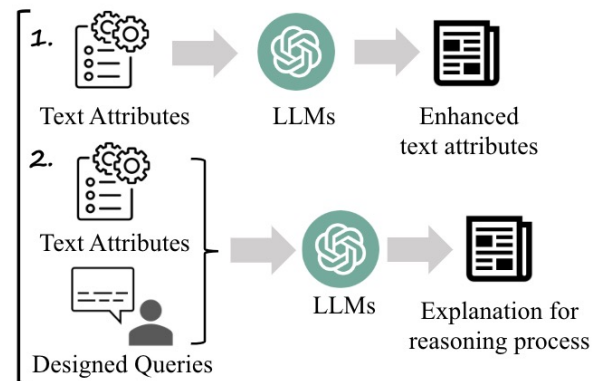 1.
Text Attributes
LLMs
Enhanced
text attributes
2.
Text Attributes
LLMs
Explanation for
reasoning process
Designed Queries